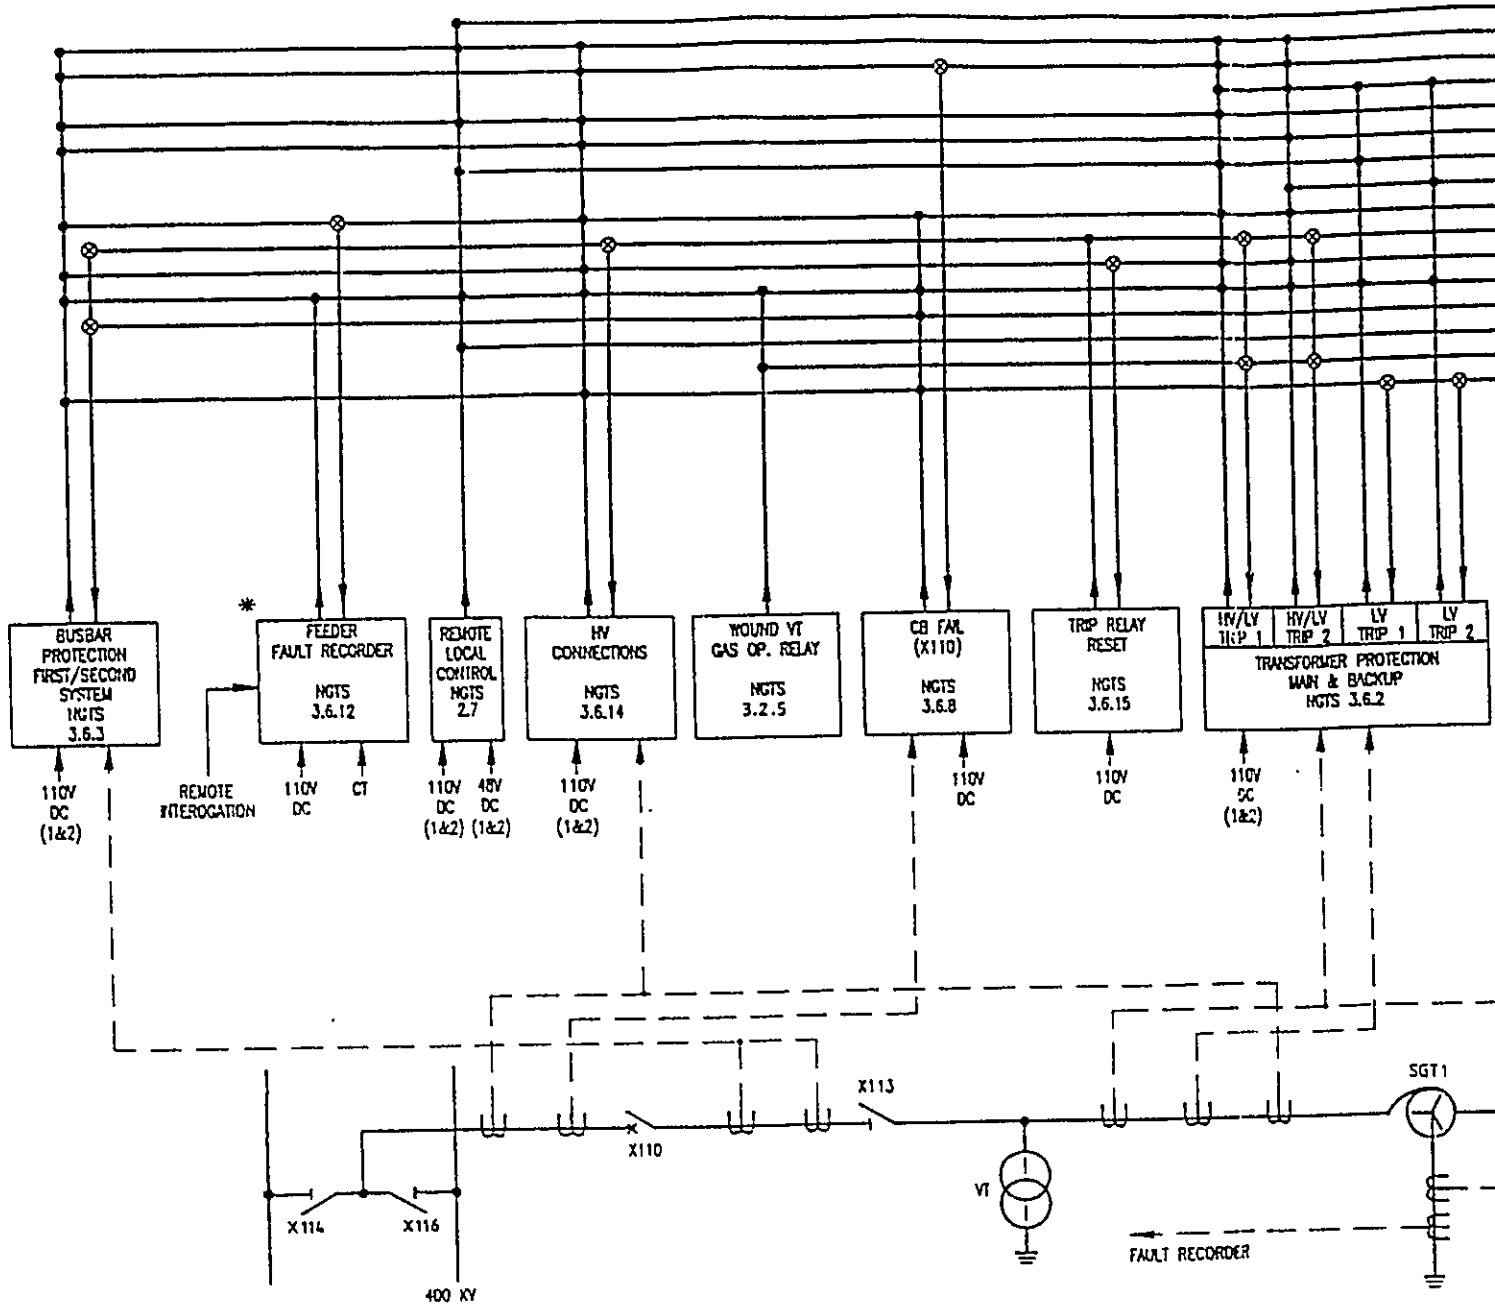 *
BUSBAR
PROTECTION
FIRST/SECOND
SYSTEM
NGTS
3.6.3
FEEDER
FAULT RECORDER
NGTS
3.6.12
REMOTE
LOCAL
CONTROL
NGTS
2.7
HV
CONNECTIONS
NGTS
3.6.14
WOUND VT
GAS OP. RELAY
NGTS
3.2.5
CB FAIL
(X110)
NGTS
3.6.8
TRIP RELAY
RESET
NGTS
3.6.15
HV/LV
TRIP 1
HV/LV
TRIP 2
LV
TRIP 1
LV
TRIP 2
TRANSFORMER PROTECTION
MAIN & BACKUP
NGTS 3.6.2
110V
DC
(1&2)
REMOTE
INTEROGATION
110V
DC
CT
110V
DC
(1&2)
48V
DC
(1&2)
110V
DC
(1&2)
110V
DC
110V
DC
110V
DC
(1&2)
X113
SGT1
X110
VT
X114
X116
FAULT RECORDER
400 XY